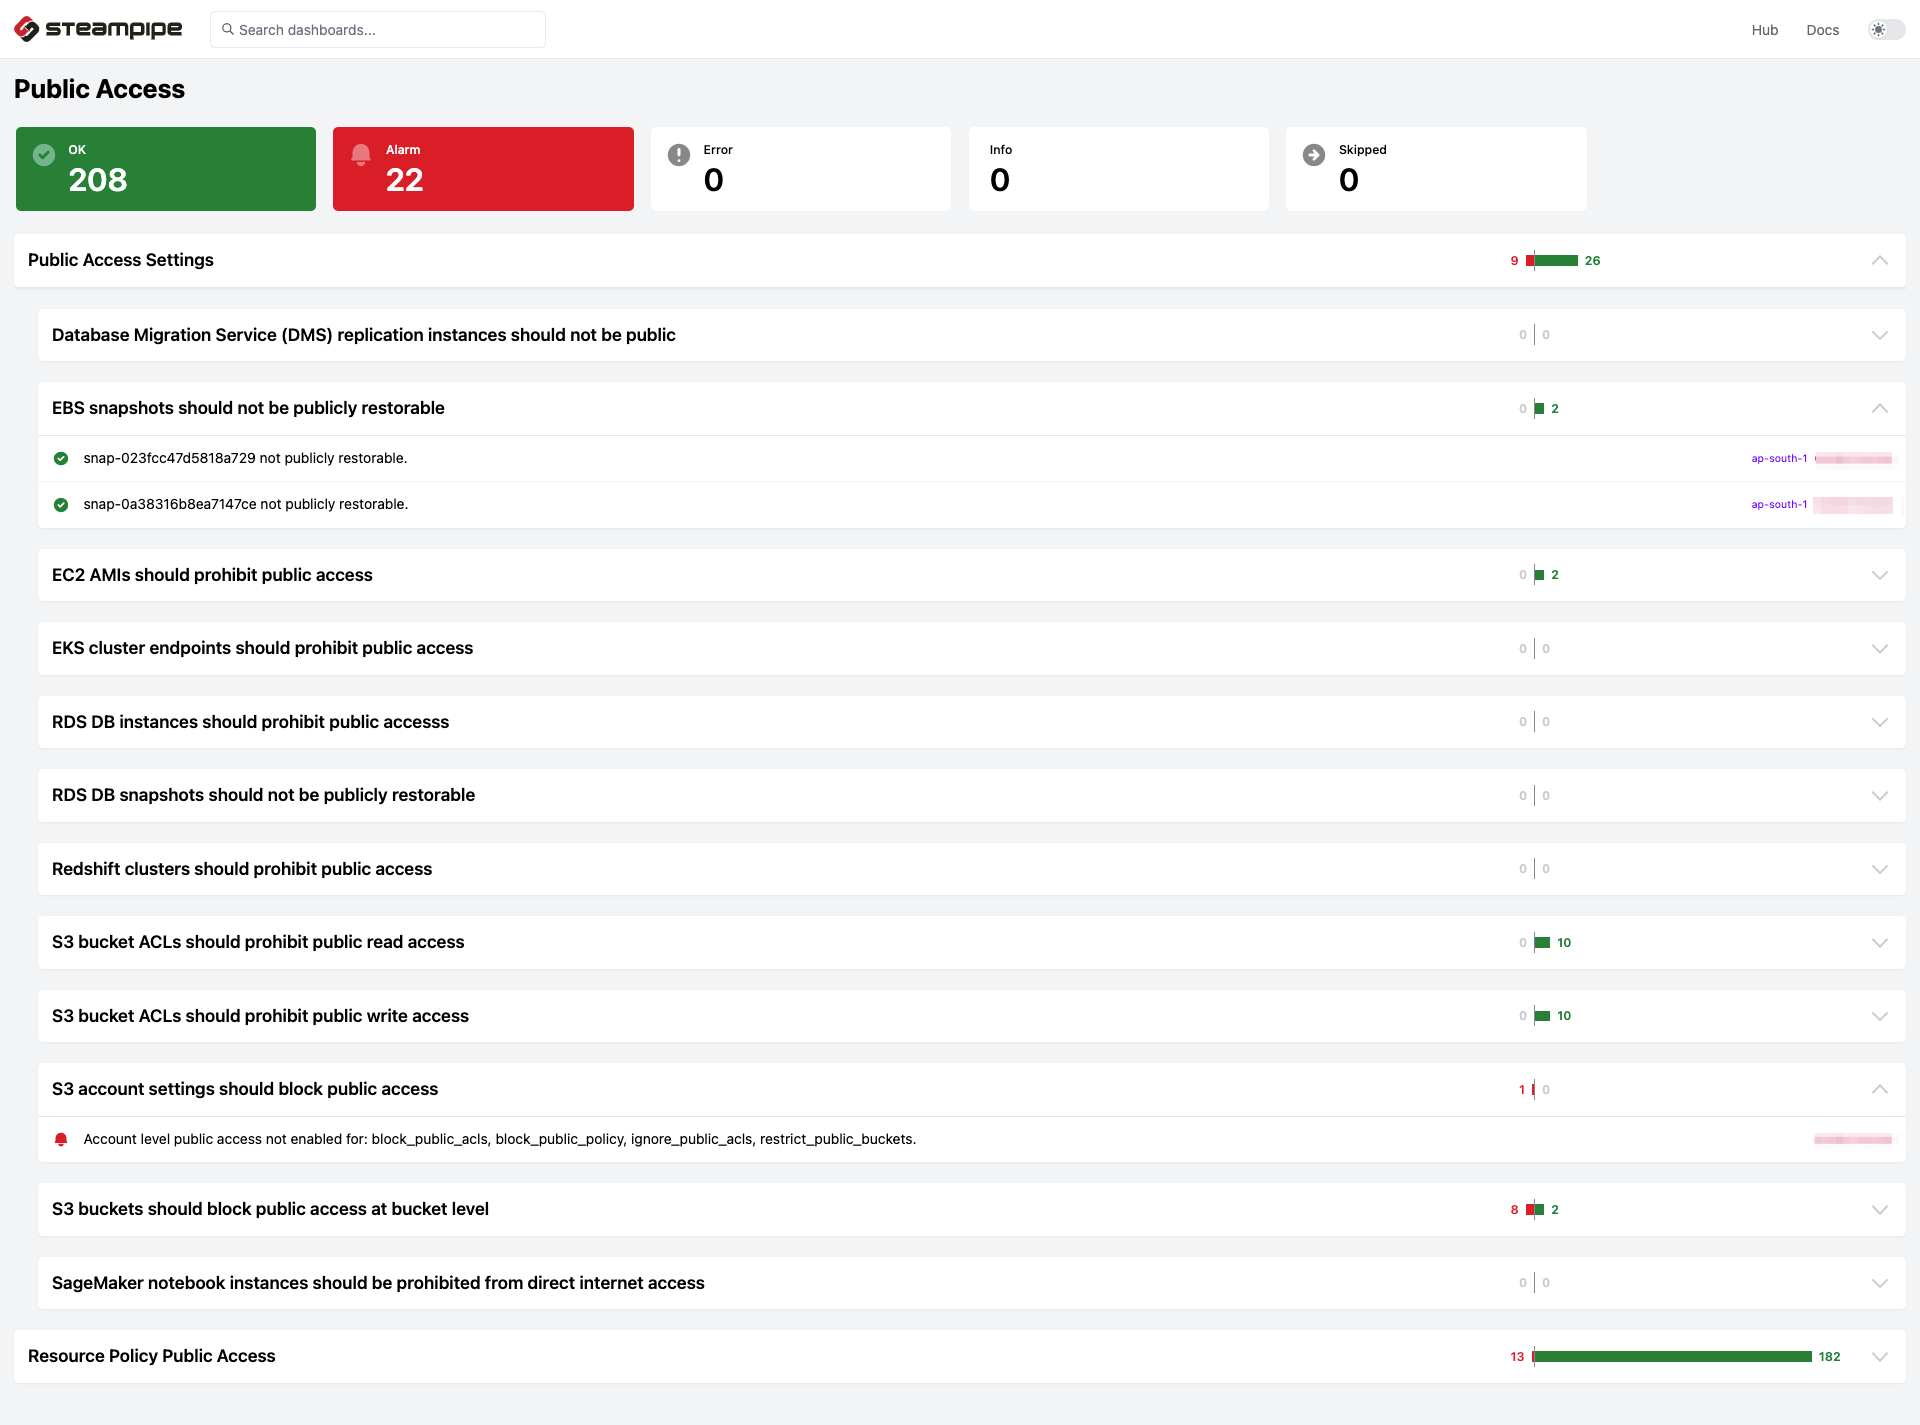 steampipe
Search dashboards...
Hub
Docs
Public Access
OK
208
Alarm
22
Error
0
Info
0
Skipped
0
Public Access Settings
9 26
Database Migration Service (DMS) replication instances should not be public
0 0
EBS snapshots should not be publicly restorable
0 2
snap-023fcc47d5818a729 not publicly restorable.
ap-south-1
snap-0a38316b8ea7147ce not publicly restorable.
ap-south-1
EC2 AMIs should prohibit public access
0 2
EKS cluster endpoints should prohibit public access
0 0
RDS DB instances should prohibit public accesss
0 0
RDS DB snapshots should not be publicly restorable
0 0
Redshift clusters should prohibit public access
0 0
S3 bucket ACLs should prohibit public read access
0 10
S3 bucket ACLs should prohibit public write access
0 10
S3 account settings should block public access
1 0
Account level public access not enabled for: block_public_acls, block_public_policy, ignore_public_acls, restrict_public_buckets.
S3 buckets should block public access at bucket level
8 2
SageMaker notebook instances should be prohibited from direct internet access
0 0
Resource Policy Public Access
13 182